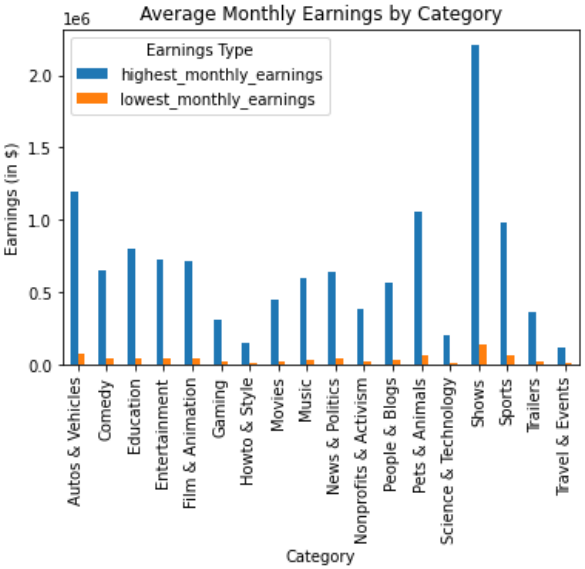 Average Monthly Earnings by Category
1e6
Earnings Type
highest_monthly_earnings
lowest_monthly_earnings
2.0
1.5
1.0
0.5
0.0
Earnings (in $)
Autos & Vehicles
Comedy
Education
Entertainment
Film & Animation
Gaming
Howto & Style
Movies
Music
News & Politics
Nonprofits & Activism
People & Blogs
Pets & Animals
Science & Technology
Shows
Sports
Trailers
Travel & Events
Category